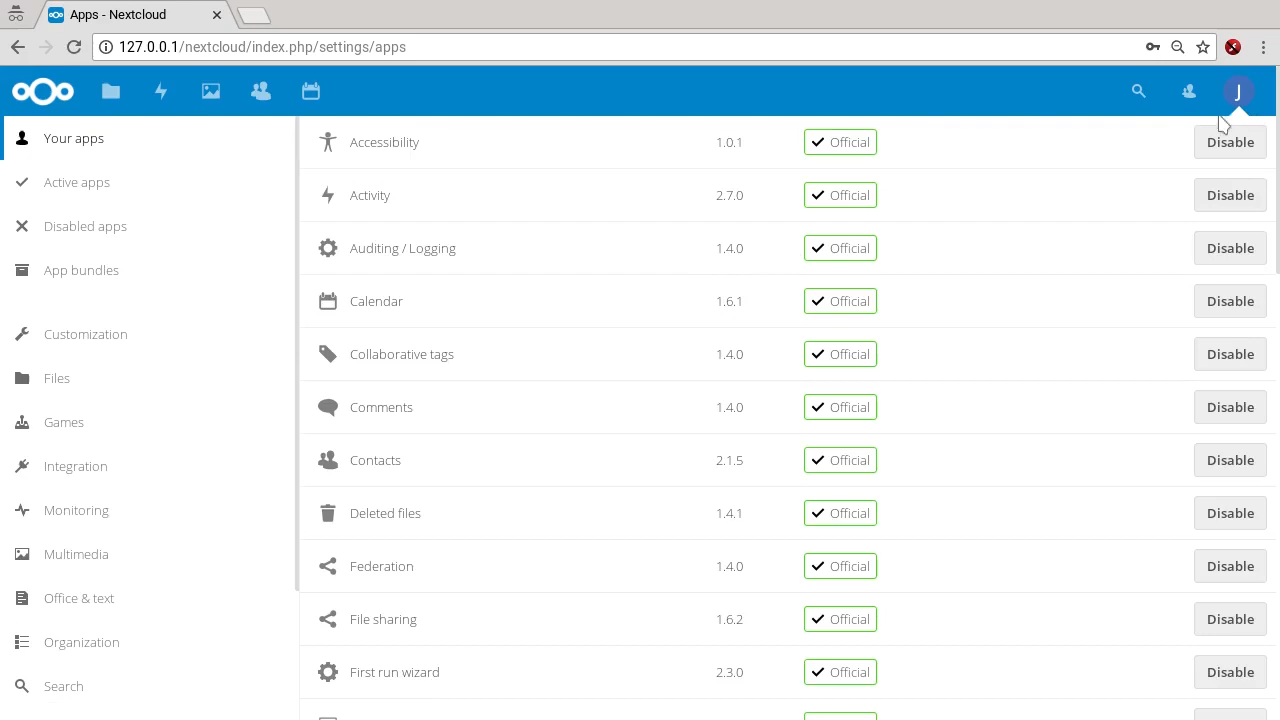 Apps - Nextcloud
127.0.0.1/nextcloud/index.php/settings/apps
J
Your apps
Active apps
Disabled apps
App bundles
Customization
Files
Games
Integration
Monitoring
Multimedia
Office & text
Organization
Search
Accessibility 1.0.1 Official Disable
Activity 2.7.0 Official Disable
Auditing / Logging 1.4.0 Official Disable
Calendar 1.6.1 Official Disable
Collaborative tags 1.4.0 Official Disable
Comments 1.4.0 Official Disable
Contacts 2.1.5 Official Disable
Deleted files 1.4.1 Official Disable
Federation 1.4.0 Official Disable
File sharing 1.6.2 Official Disable
First run wizard 2.3.0 Official Disable